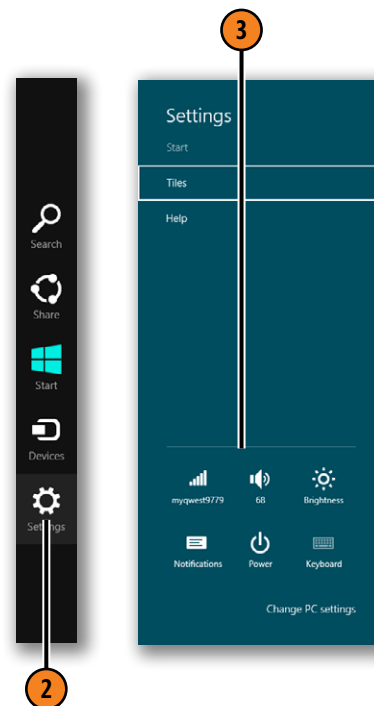 3
Search
Share
Start
Devices
Settings
2
Settings
Start
Tiles
Help
myqwest9779 68 Brightness
Notifications Power Keyboard
Change PC settings